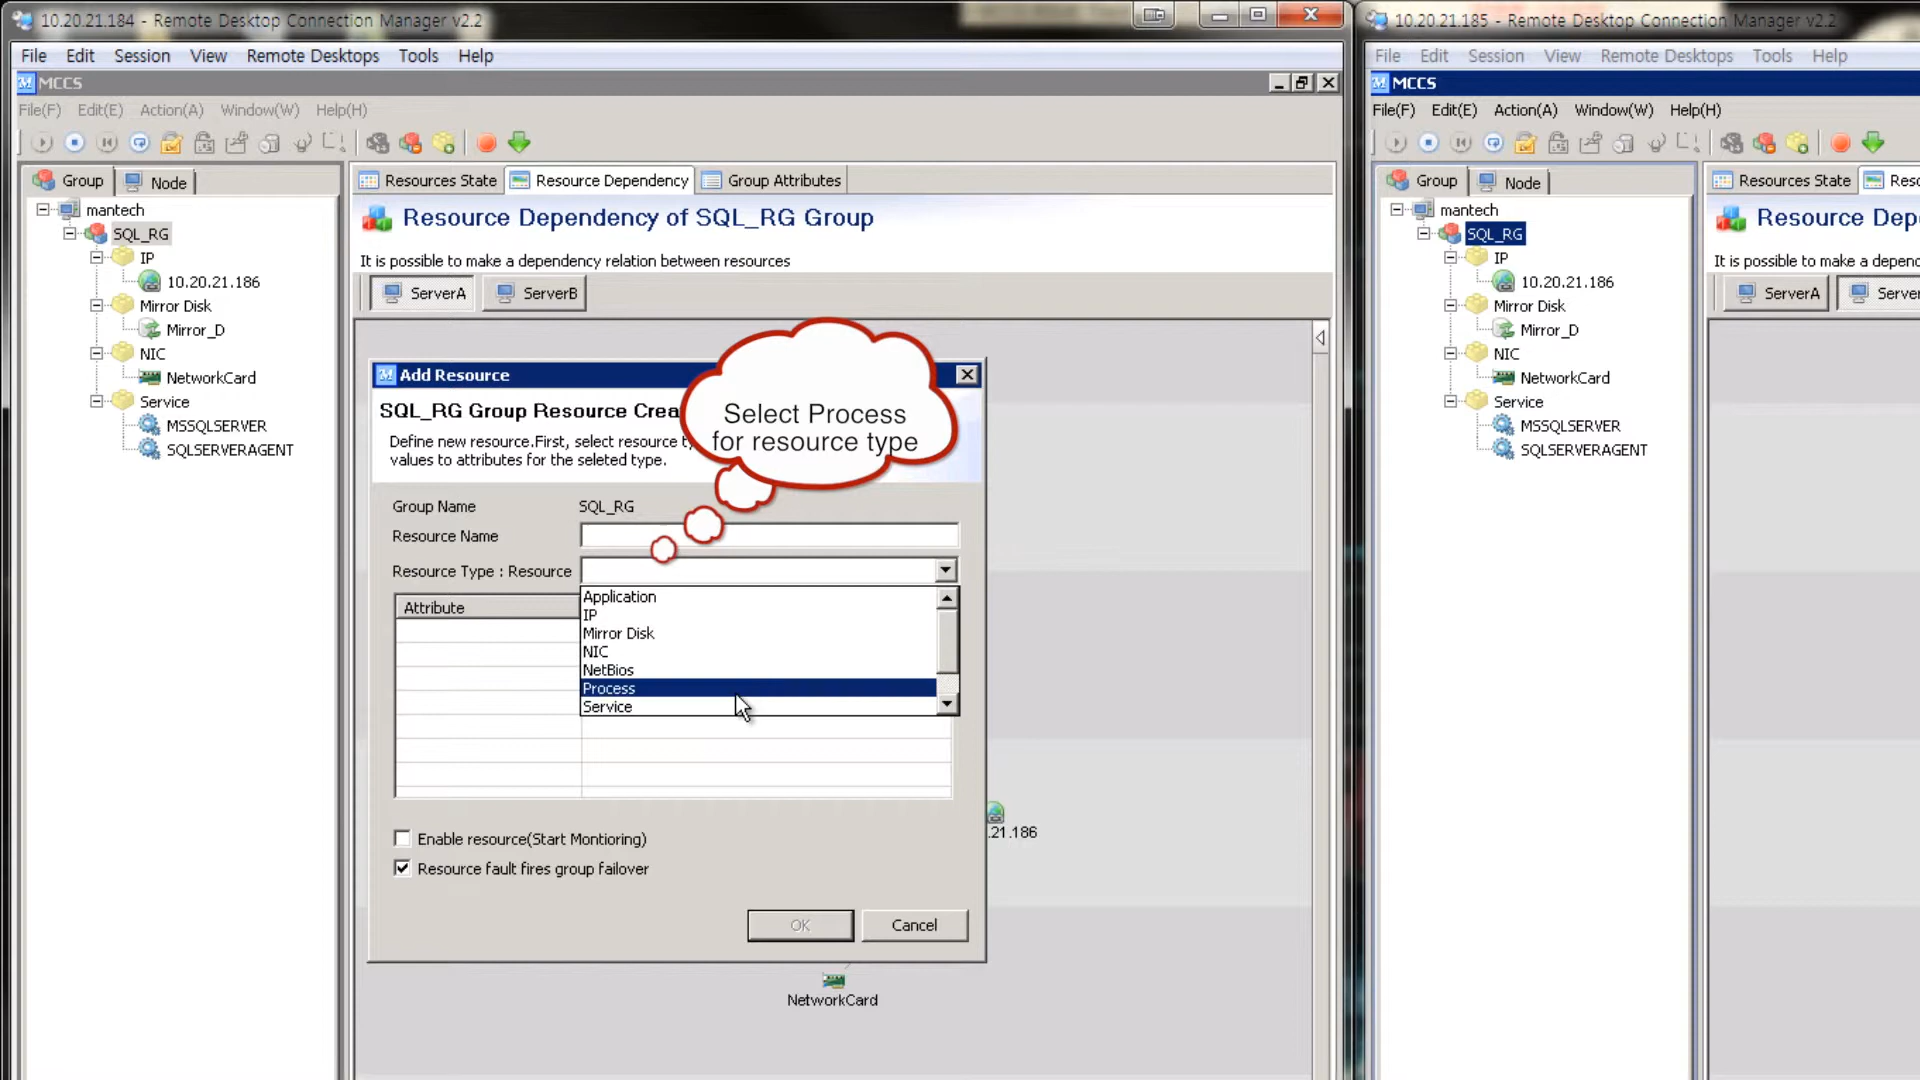 10.20.21.184 - Remote Desktop Connection Manager v2.2
File Edit Session View Remote Desktops Tools Help
MCCS
File(F) Edit(E) Action(A) Window(W) Help(H)
Group Node
mantech
SQL_RG
IP
10.20.21.186
Mirror Disk
Mirror_D
NIC
NetworkCard
Service
MSSQLSERVER
SQLSERVERAGENT
Resources State Resource Dependency Group Attributes
Resource Dependency of SQL_RG Group
It is possible to make a dependency relation between resources
ServerA ServerB
Add Resource
SQL_RG Group Resource Crea
Define new resource.First, select resource ty
values to attributes for the seleted type.
Select Process
for resource type
Group Name SQL_RG
Resource Name
Resource Type : Resource
Attribute
Application
IP
Mirror Disk
NIC
NetBios
Process
Service
Enable resource(Start Montioring)
Resource fault fires group failover
OK Cancel
.21.186
NetworkCard
10.20.21.185 - Remote Desktop Connection Manager v2.2
File Edit Session View Remote Desktops Tools Help
MCCS
File(F) Edit(E) Action(A) Window(W) Help(H)
Group Node
mantech
SQL_RG
IP
10.20.21.186
Mirror Disk
Mirror_D
NIC
NetworkCard
Service
MSSQLSERVER
SQLSERVERAGENT
Resources State Reso
Resource Dep
It is possible to make a depend
ServerA Server